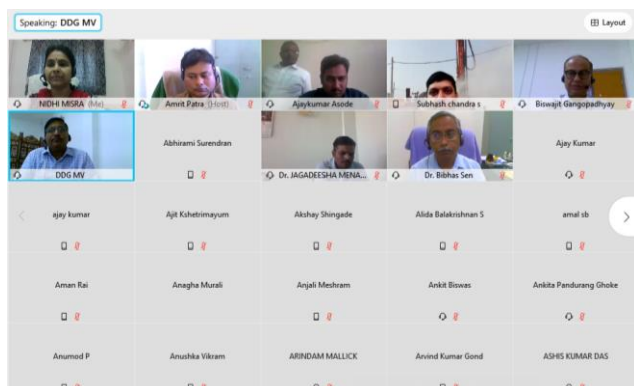 Speaking: DDG MV
Layout
NIDHI MISRA (Me)
Amrit Patra (Host)
Ajaykumar Asode
Subhash chandra s
Biswajit Gangopadhyay
DDG MV
Abhirami Surendran
Dr. JAGADEESHA MENA...
Dr. Bibhas Sen
Ajay Kumar
ajay kumar
Ajit Kshetrimayum
Akshay Shingade
Alida Balakrishnan S
amal sb
Aman Rai
Anagha Murali
Anjali Meshram
Ankit Biswas
Ankita Pandurang Ghoke
Anumod P
Anushka Vikram
ARINDAM MALLICK
Arvind Kumar Gond
ASHIS KUMAR DAS